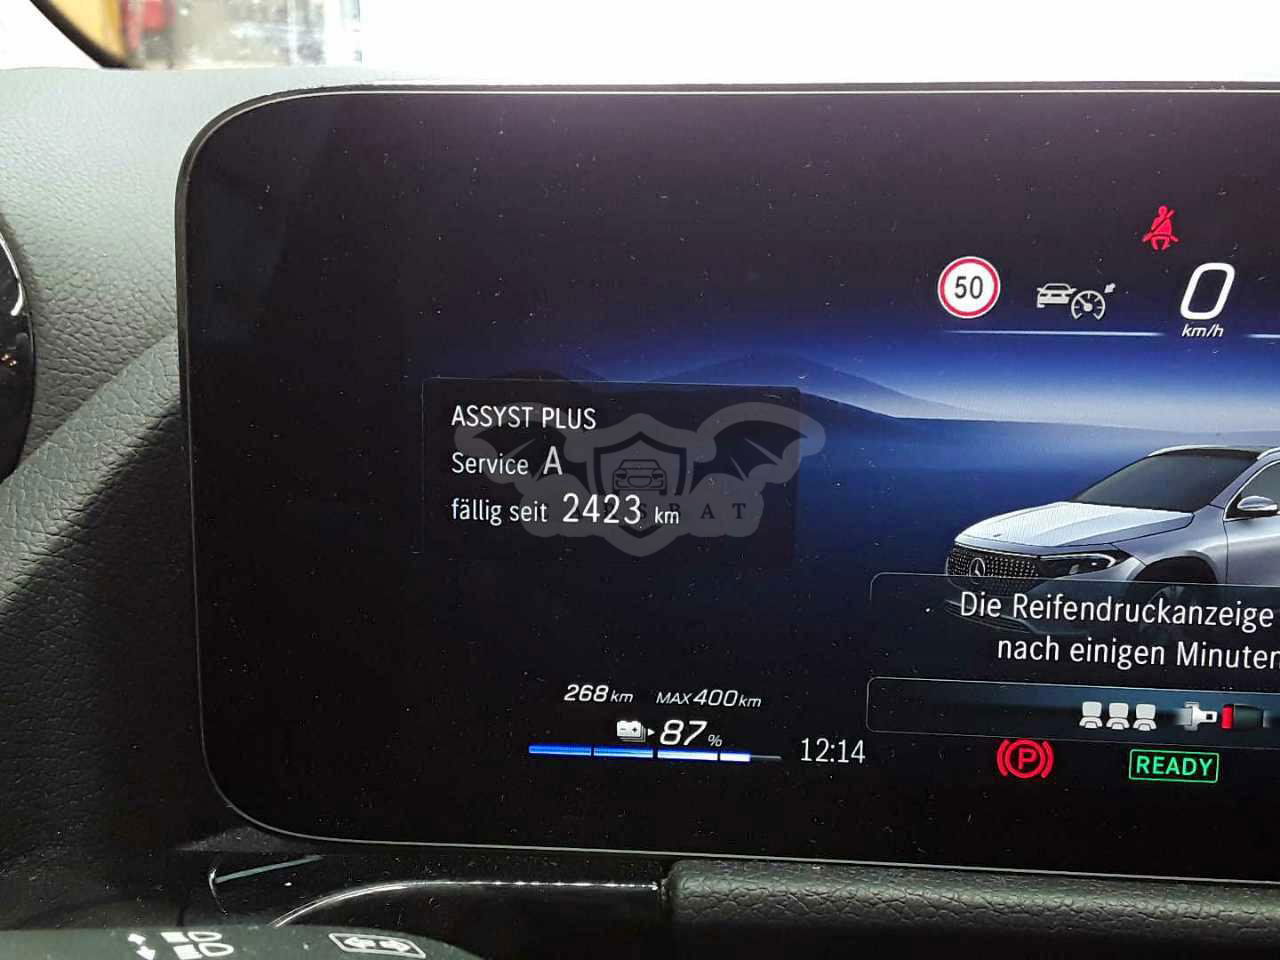 50
0
km/h
ASSYST PLUS
Service A
fällig seit 2423 km
Die Reifendruckanzeige
nach einigen Minuten
268 km MAX 400 km
87 %
12:14
P
READY